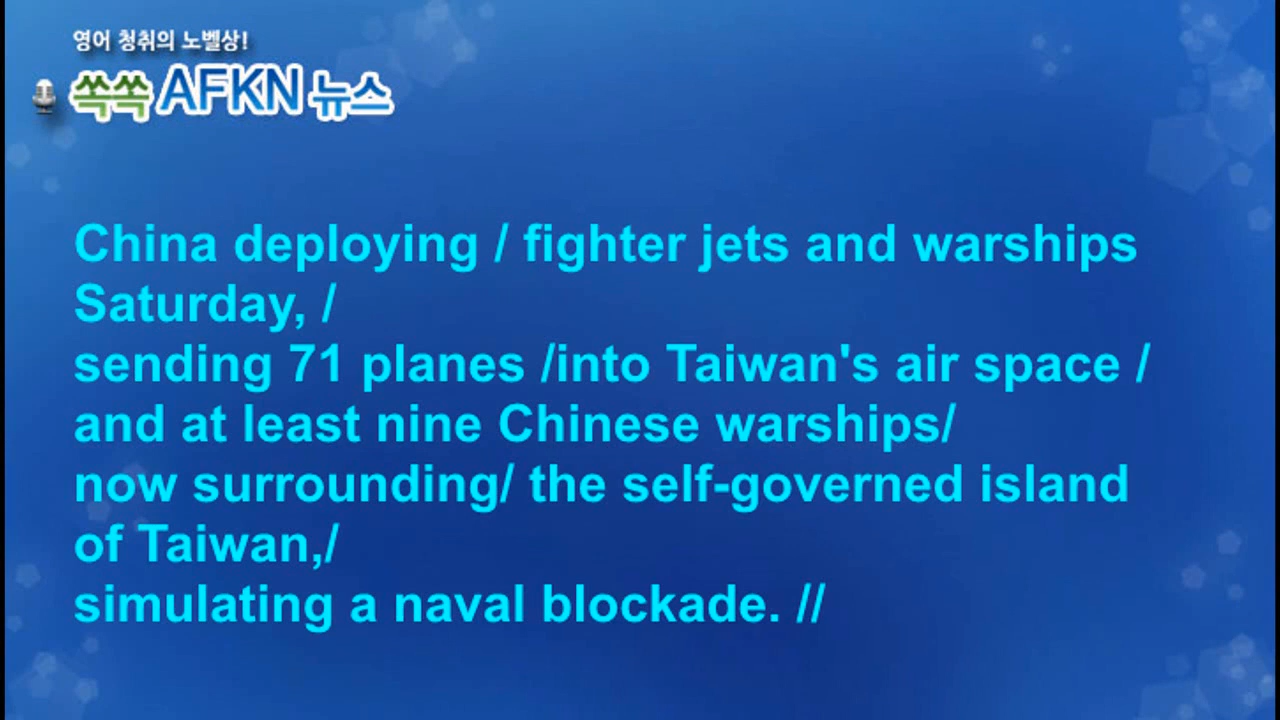 영어 청취의 노벨상!
쏙쏙 AFKN 뉴스
China deploying / fighter jets and warships
Saturday, /
sending 71 planes /into Taiwan's air space /
and at least nine Chinese warships/
now surrounding/ the self-governed island
of Taiwan,/
simulating a naval blockade. //